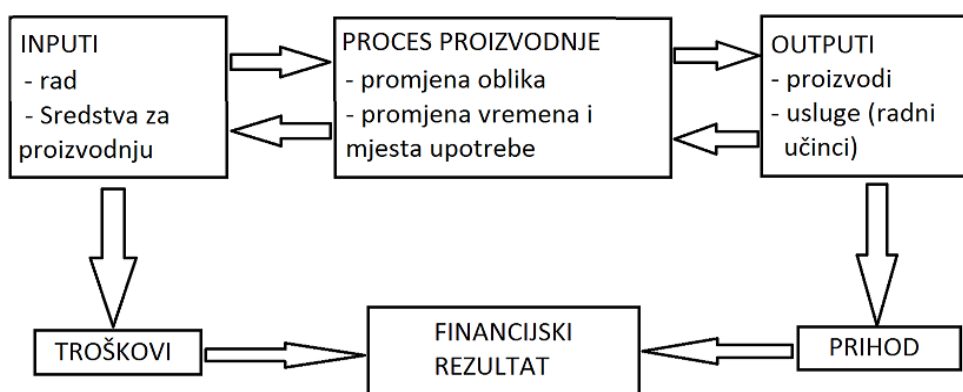 INPUTI
- rad
- Sredstva za
proizvodnju
PROCES PROIZVODNJE
- promjena oblika
- promjena vremena i
mjesta upotrebe
OUTPUTI
- proizvodi
- usluge (radni
učinci)
TROŠKOVI
FINANCIJSKI
REZULTAT
PRIHOD